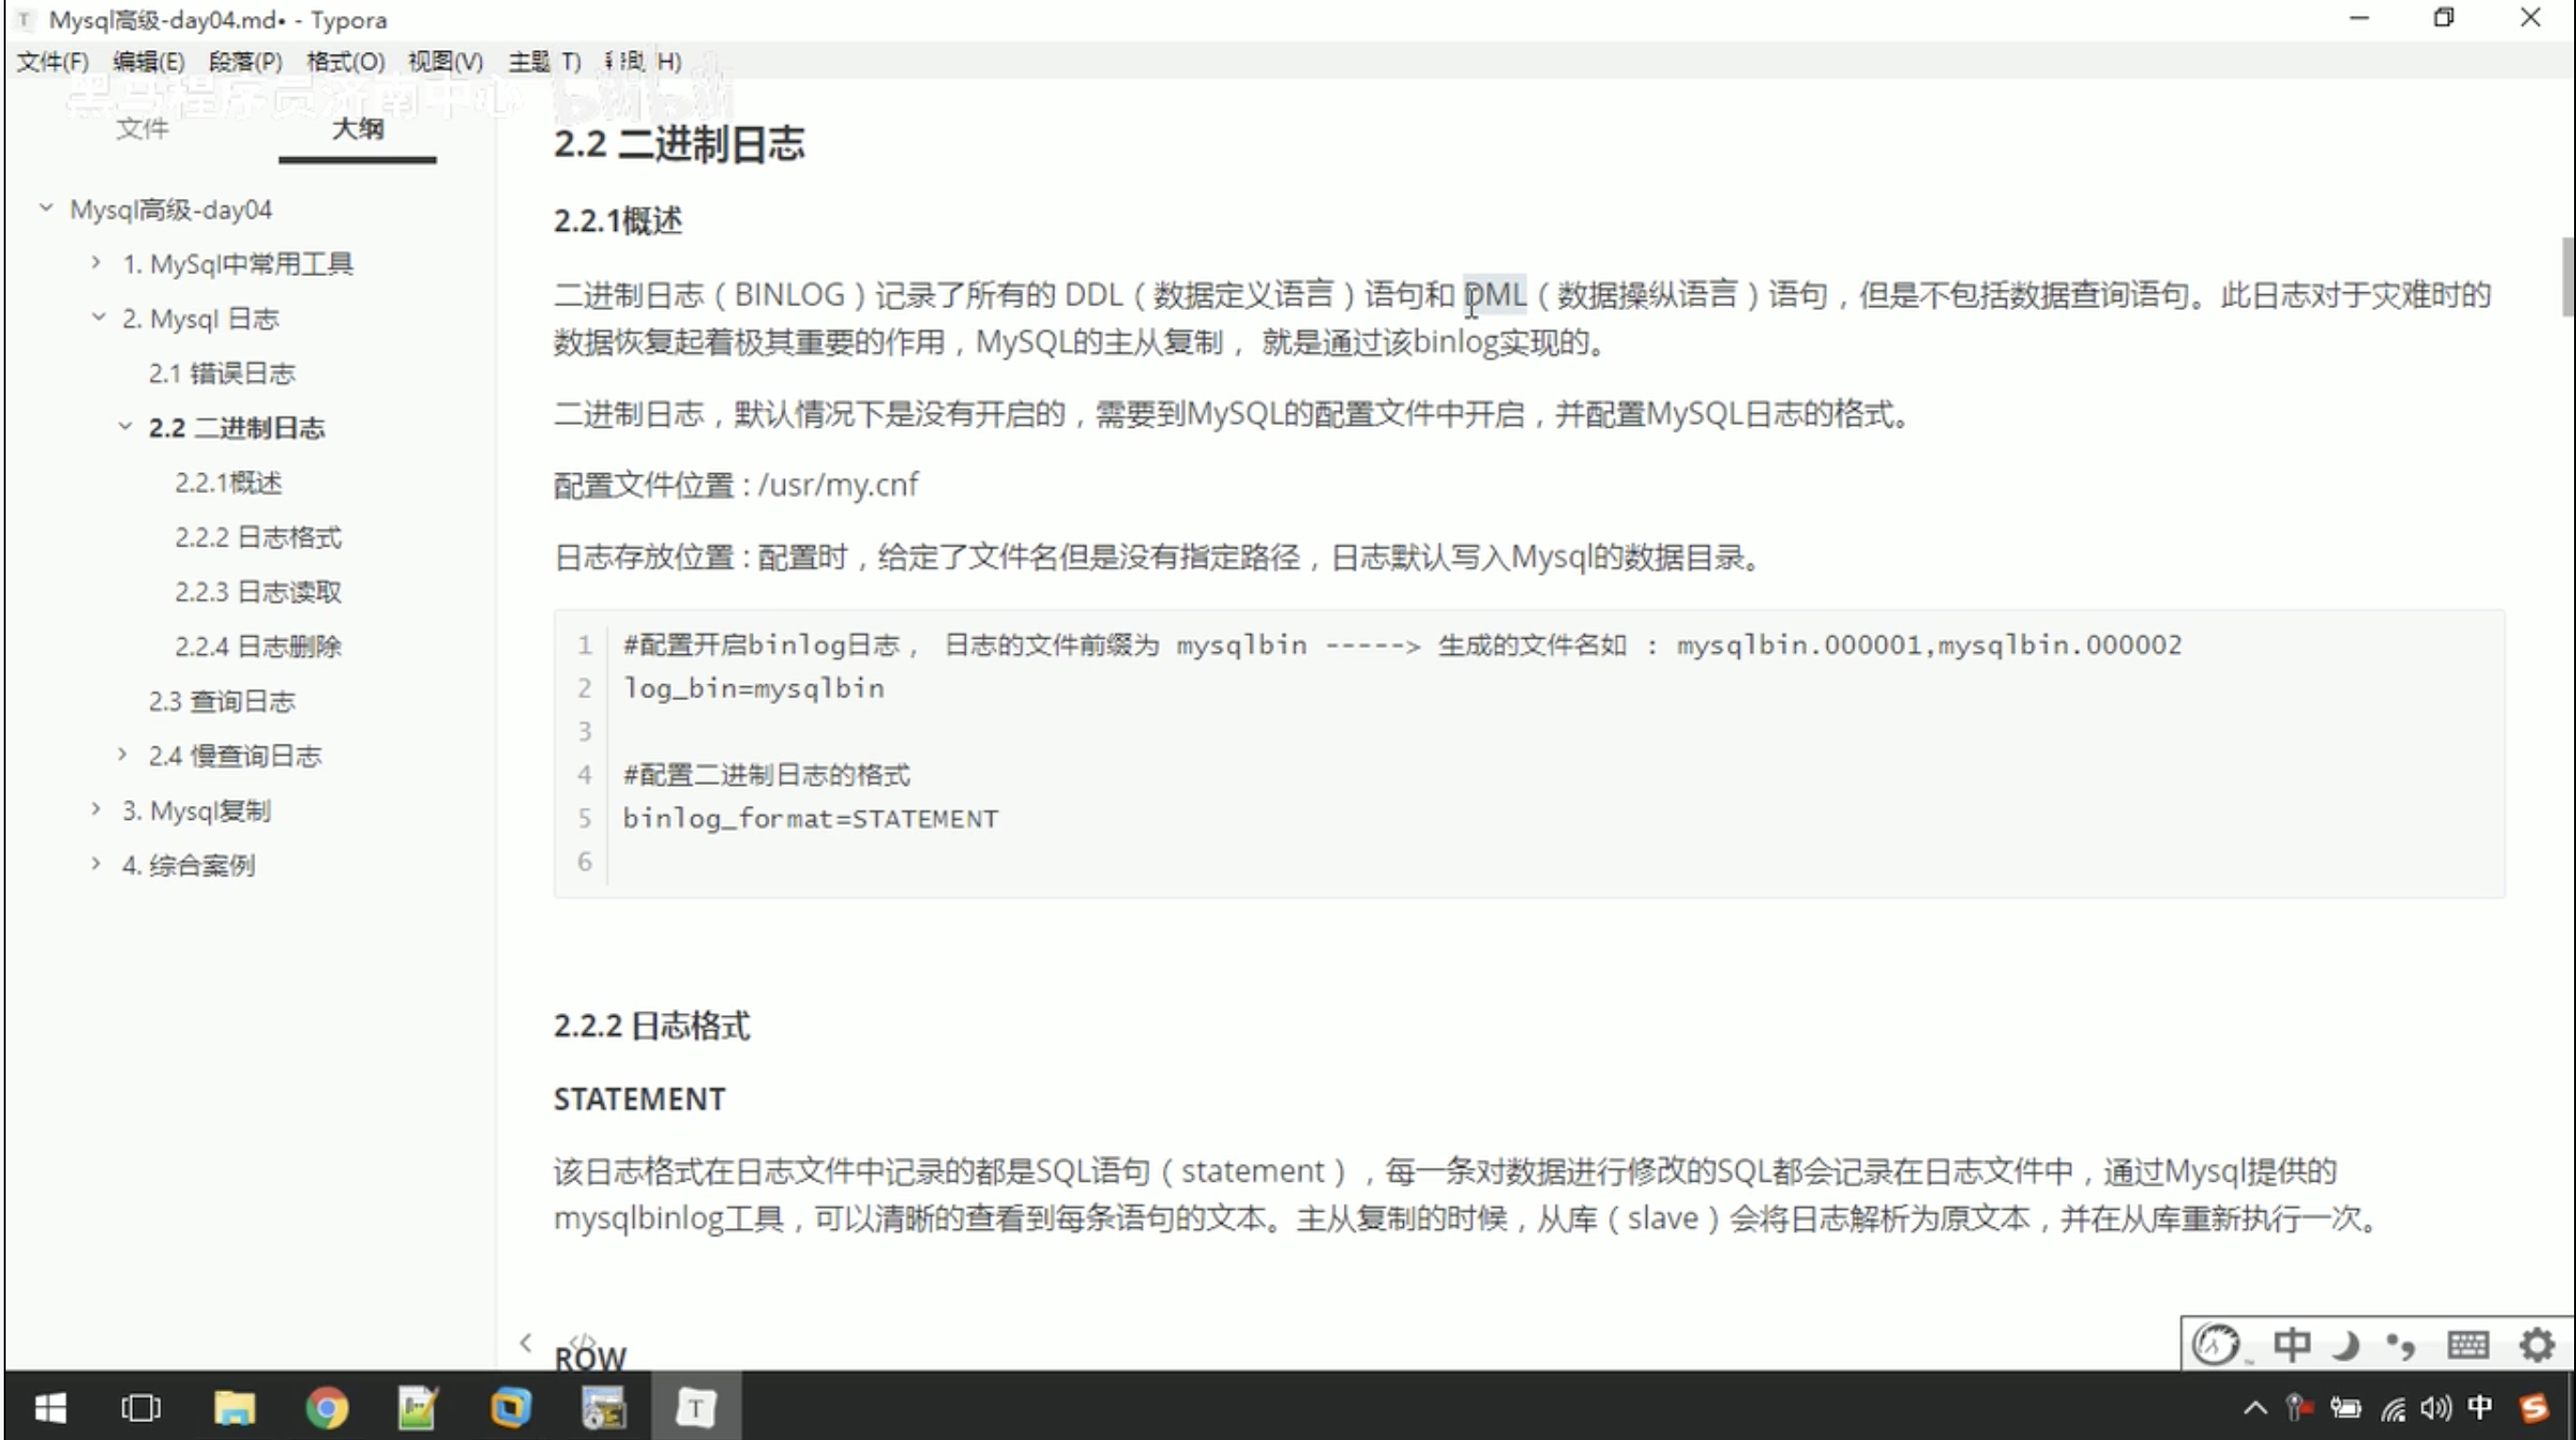 Mysql高级-day04.md• - Typora
文件(F) 编辑(E) 段落(P) 格式(O) 视图(V) 主题 T) 帮助 H)
黑马程序员济南中心 bilibili
文件 大纲
Mysql高级-day04
1. MySql中常用工具
2. Mysql 日志
2.1 错误日志
2.2 二进制日志
2.2.1概述
2.2.2 日志格式
2.2.3 日志读取
2.2.4 日志删除
2.3 查询日志
2.4 慢查询日志
3. Mysql复制
4. 综合案例
2.2 二进制日志
2.2.1概述
二进制日志（BINLOG）记录了所有的 DDL（数据定义语言）语句和 DML（数据操纵语言）语句，但是不包括数据查询语句。此日志对于灾难时的
数据恢复起着极其重要的作用，MySQL的主从复制， 就是通过该binlog实现的。
二进制日志，默认情况下是没有开启的，需要到MySQL的配置文件中开启，并配置MySQL日志的格式。
配置文件位置 : /usr/my.cnf
日志存放位置 : 配置时，给定了文件名但是没有指定路径，日志默认写入Mysql的数据目录。
1 #配置开启binlog日志， 日志的文件前缀为 mysqlbin -----> 生成的文件名如 : mysqlbin.000001,mysqlbin.000002
2 log_bin=mysqlbin
3
4 #配置二进制日志的格式
5 binlog_format=STATEMENT
6
2.2.2 日志格式
STATEMENT
该日志格式在日志文件中记录的都是SQL语句（statement），每一条对数据进行修改的SQL都会记录在日志文件中，通过Mysql提供的
mysqlbinlog工具，可以清晰的查看到每条语句的文本。主从复制的时候，从库（slave）会将日志解析为原文本，并在从库重新执行一次。
ROW
中
T
中